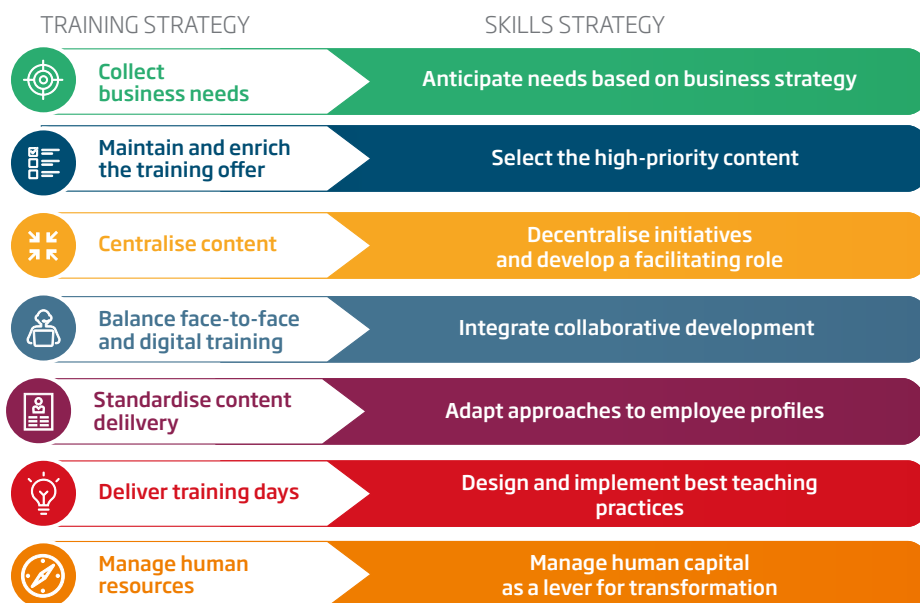 TRAINING STRATEGY
SKILLS STRATEGY
Collect
business needs
Anticipate needs based on business strategy
Maintain and enrich
the training offer
Select the high-priority content
Centralise content
Decentralise initiatives
and develop a facilitating role
Balance face-to-face
and digital training
Integrate collaborative development
Standardise content
delilvery
Adapt approaches to employee profiles
Deliver training days
Design and implement best teaching
practices
Manage human
resources
Manage human capital
as a lever for transformation